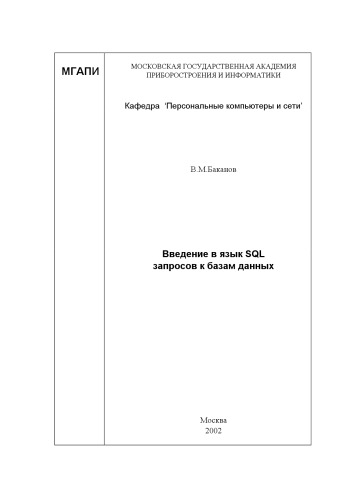 МГАПИ
МОСКОВСКАЯ ГОСУДАРСТВЕННАЯ АКАДЕМИЯ
ПРИБОРОСТРОЕНИЯ И ИНФОРМАТИКИ
Кафедра ‘Персональные компьютеры и сети’
В.М.Баканов
Введение в язык SQL
запросов к базам данных
Москва
2002